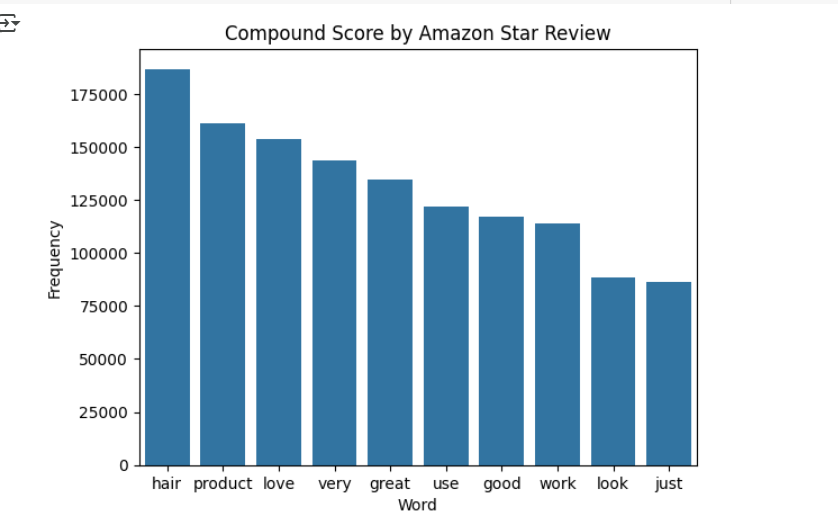 Compound Score by Amazon Star Review
175000
150000
125000
100000
75000
50000
25000
0
Frequency
hair product love very great use good work look just
Word